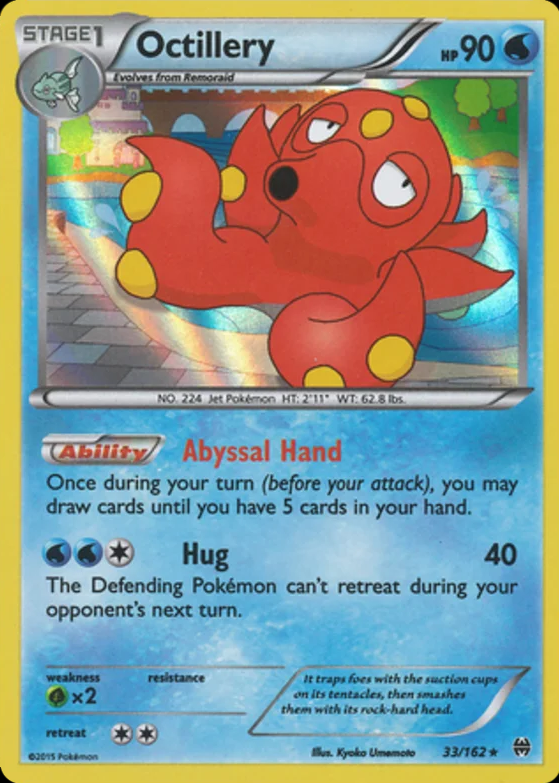 STAGE1
Octillery
HP 90
Evolves from Remoraid
NO. 224 Jet Pokémon HT: 2'11" WT: 62.8 lbs.
Ability Abyssal Hand
Once during your turn (before your attack), you may
draw cards until you have 5 cards in your hand.
Hug 40
The Defending Pokémon can't retreat during your
opponent's next turn.
weakness resistance
×2
retreat
It traps foes with the suction cups
on its tentacles, then smashes
them with its rock-hard head.
©2015 Pokémon
Illus. Kyoko Umemoto
33/162 ★